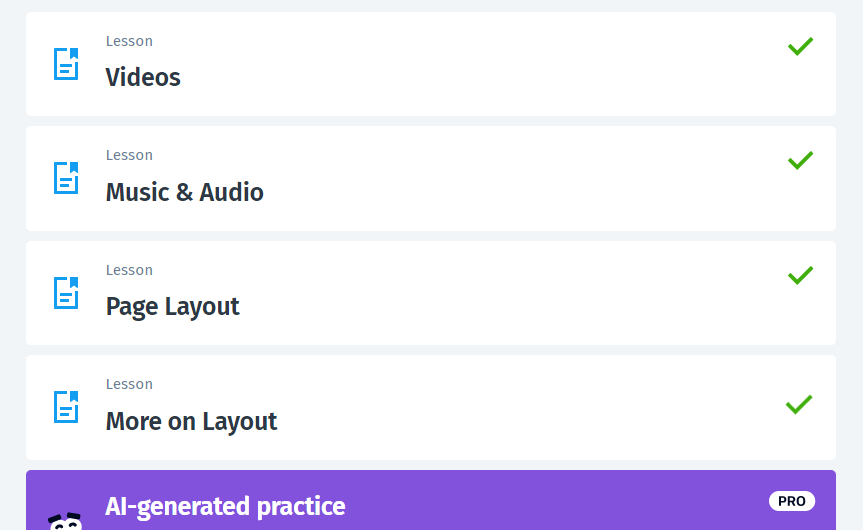 Lesson
Videos
Lesson
Music & Audio
Lesson
Page Layout
Lesson
More on Layout
AI-generated practice
PRO